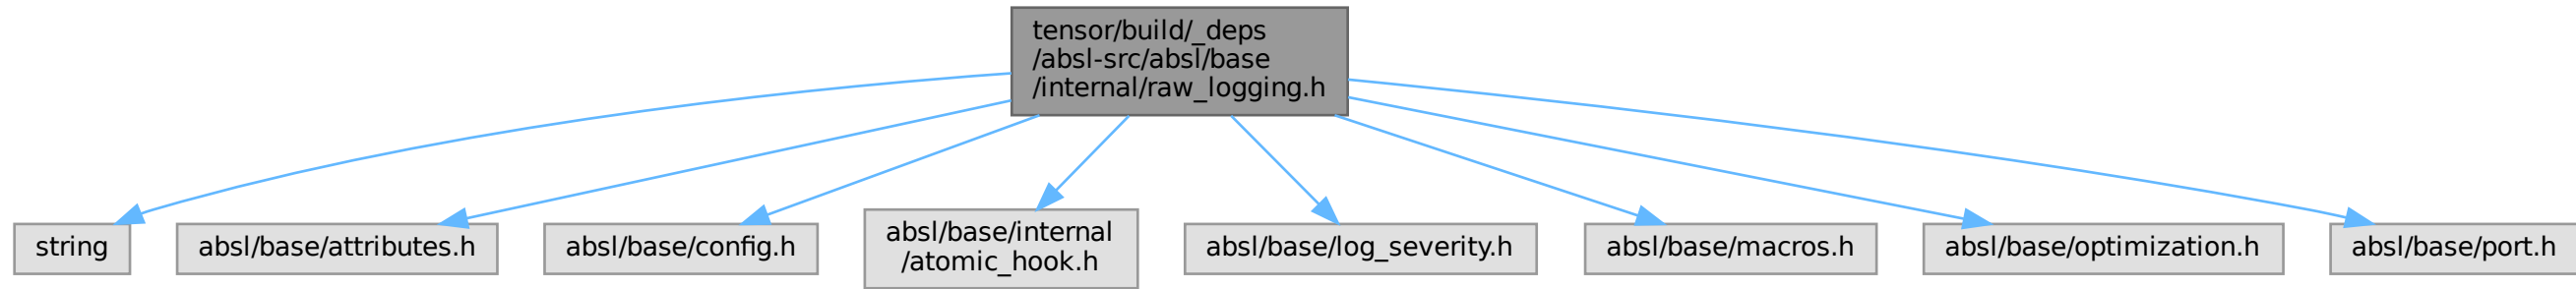 tensor/build/_deps
/absl-src/absl/base
/internal/raw_logging.h
string
absl/base/attributes.h
absl/base/config.h
absl/base/internal
/atomic_hook.h
absl/base/log_severity.h
absl/base/macros.h
absl/base/optimization.h
absl/base/port.h